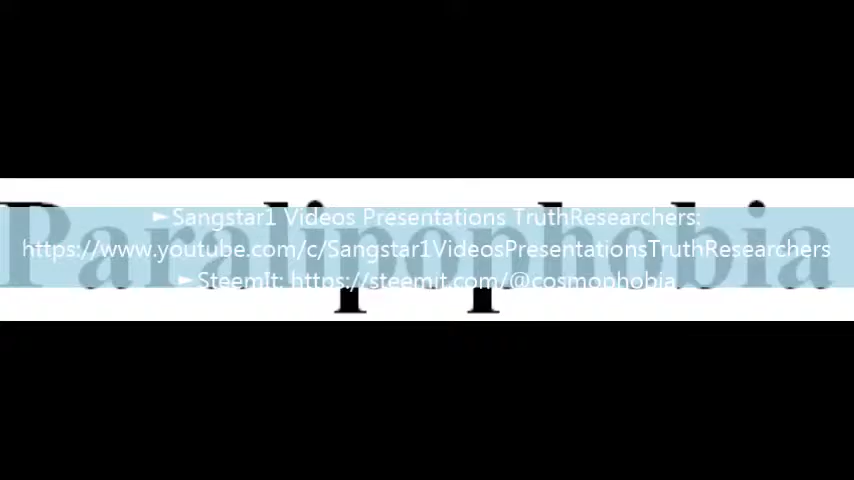 Paralipophobia
►Sangstar1 Videos Presentations TruthResearchers:
https://www.youtube.com/c/Sangstar1VideosPresentationsTruthResearchers
►SteemIt: https://steemit.com/@cosmophobia